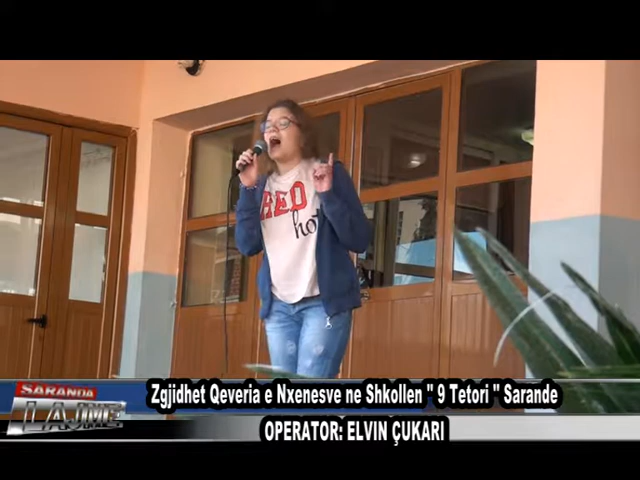 RED
hot
SARANDA
LAJME
Zgjidhet Qeveria e Nxenesve ne Shkollen " 9 Tetori " Sarande
OPERATOR: ELVIN ÇUKARI